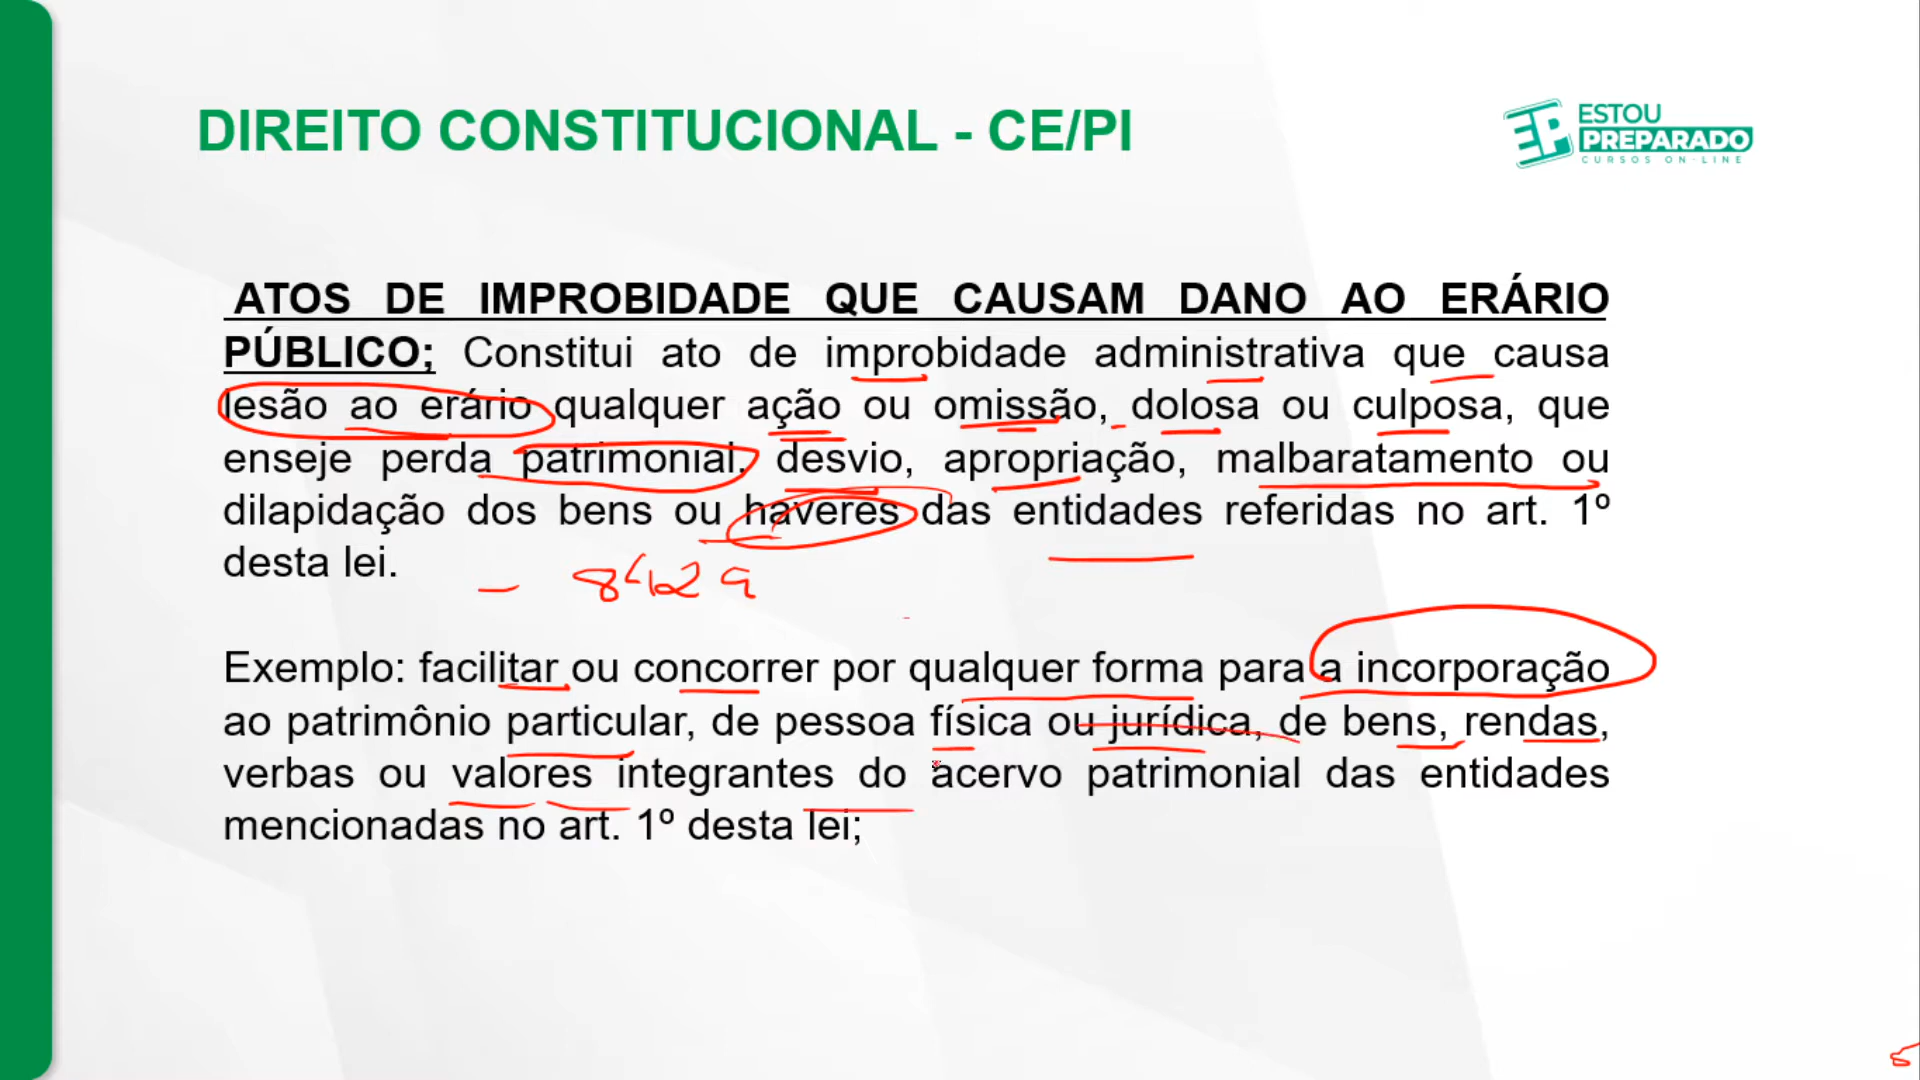 DIREITO CONSTITUCIONAL - CE/PI
EP ESTOU
PREPARADO
CURSOS ON-LINE
ATOS DE IMPROBIDADE QUE CAUSAM DANO AO ERÁRIO
PÚBLICO; Constitui ato de improbidade administrativa que causa
lesão ao erário qualquer ação ou omissão, dolosa ou culposa, que
enseje perda patrimonial, desvio, apropriação, malbaratamento ou
dilapidação dos bens ou haveres das entidades referidas no art. 1º
desta lei.
- 8429
Exemplo: facilitar ou concorrer por qualquer forma para a incorporação
ao patrimônio particular, de pessoa física ou jurídica, de bens, rendas,
verbas ou valores integrantes do acervo patrimonial das entidades
mencionadas no art. 1º desta lei;